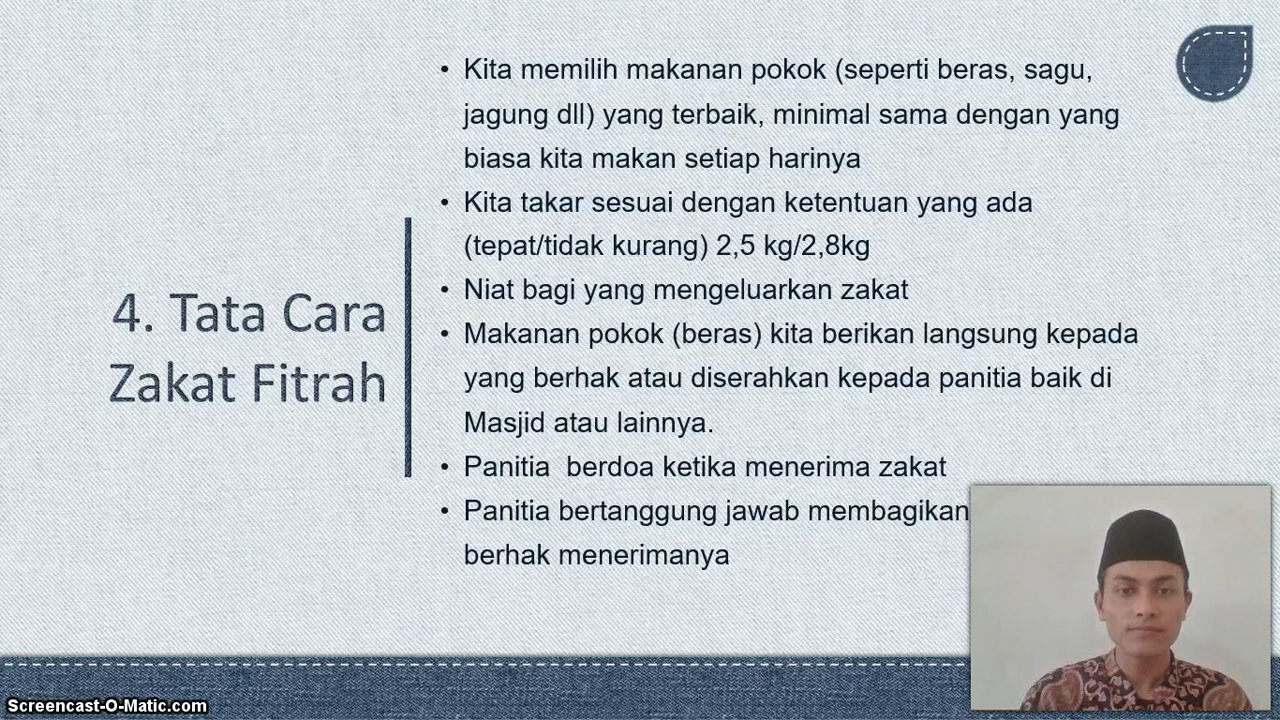 4. Tata Cara
Zakat Fitrah
• Kita memilih makanan pokok (seperti beras, sagu,
jagung dll) yang terbaik, minimal sama dengan yang
biasa kita makan setiap harinya
• Kita takar sesuai dengan ketentuan yang ada
(tepat/tidak kurang) 2,5 kg/2,8kg
• Niat bagi yang mengeluarkan zakat
• Makanan pokok (beras) kita berikan langsung kepada
yang berhak atau diserahkan kepada panitia baik di
Masjid atau lainnya.
• Panitia  berdoa ketika menerima zakat
• Panitia bertanggung jawab membagikan
berhak menerimanya
Screencast-O-Matic.com